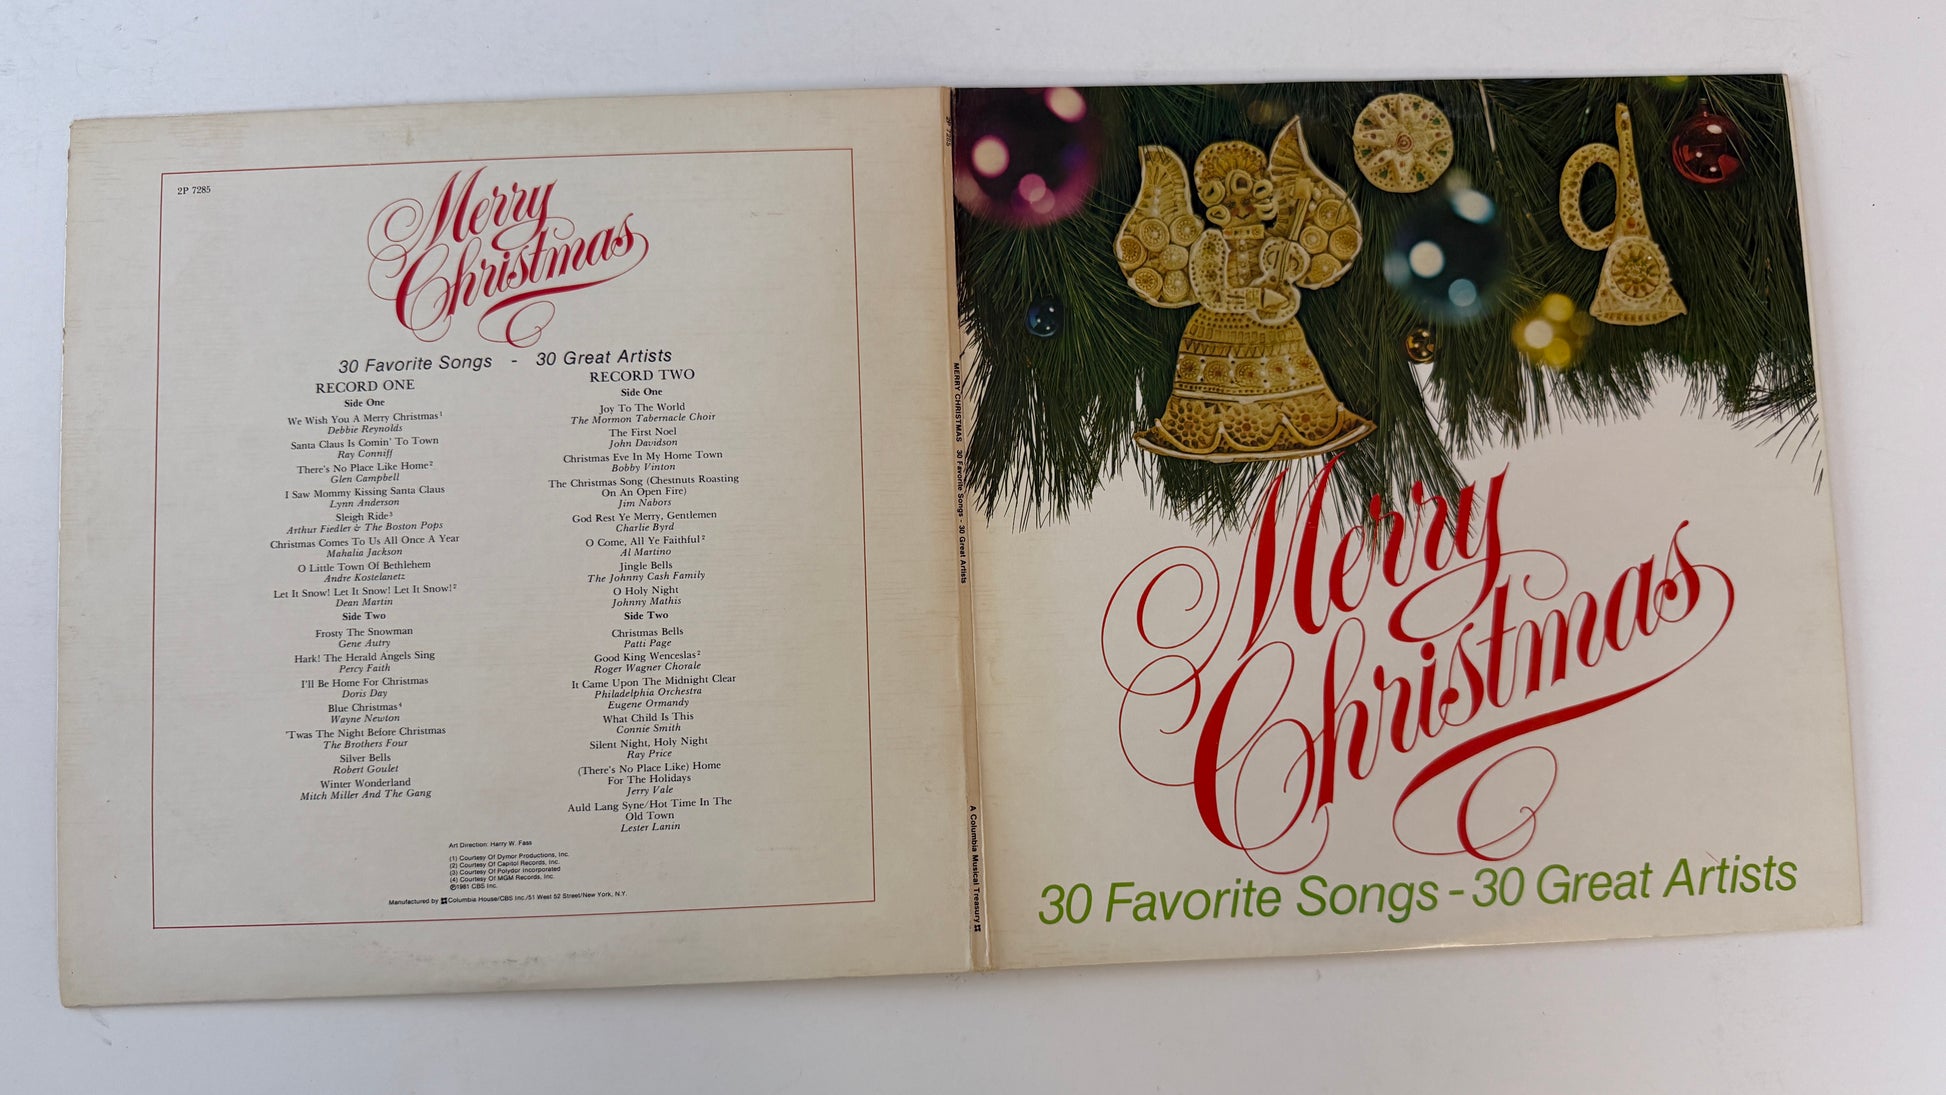 2P 7285
Merry
Christmas
30 Favorite Songs - 30 Great Artists
RECORD ONE
Side One
We Wish You A Merry Christmas¹
Debbie Reynolds
Santa Claus Is Comin' To Town
Ray Conniff
There's No Place Like Home²
Glen Campbell
I Saw Mommy Kissing Santa Claus
Lynn Anderson
Sleigh Ride³
Arthur Fiedler & The Boston Pops
Christmas Comes To Us All Once A Year
Mahalia Jackson
O Little Town Of Bethlehem
Andre Kostelanetz
Let It Snow! Let It Snow! Let It Snow!²
Dean Martin
Side Two
Frosty The Snowman
Gene Autry
Hark! The Herald Angels Sing
Percy Faith
I'll Be Home For Christmas
Doris Day
Blue Christmas⁴
Wayne Newton
'Twas The Night Before Christmas
The Brothers Four
Silver Bells
Robert Goulet
Winter Wonderland
Mitch Miller And The Gang
RECORD TWO
Side One
Joy To The World
The Mormon Tabernacle Choir
The First Noel
John Davidson
Christmas Eve In My Home Town
Bobby Vinton
The Christmas Song (Chestnuts Roasting
On An Open Fire)
Jim Nabors
God Rest Ye Merry, Gentlemen
Charlie Byrd
O Come, All Ye Faithful²
Al Martino
Jingle Bells
The Johnny Cash Family
O Holy Night
Johnny Mathis
Side Two
Christmas Bells
Patti Page
Good King Wenceslas²
Roger Wagner Chorale
It Came Upon The Midnight Clear
Philadelphia Orchestra
Eugene Ormandy
What Child Is This
Connie Smith
Silent Night, Holy Night
Ray Price
(There's No Place Like) Home
For The Holidays
Jerry Vale
Auld Lang Syne/Hot Time In The
Old Town
Lester Lanin
Art Direction: Harry W. Fass
(1) Courtesy Of Dymor Productions, Inc.
(2) Courtesy Of Capitol Records, Inc.
(3) Courtesy Of Polydor Incorporated
(4) Courtesy Of MGM Records, Inc.
℗1981 CBS Inc.
Manufactured by Columbia House/CBS Inc./51 West 52 Street/New York, N.Y.
2P 7285
MERRY CHRISTMAS 30 Favorite Songs - 30 Great Artists
A Columbia Musical Treasury
Merry
Christmas
30 Favorite Songs - 30 Great Artists